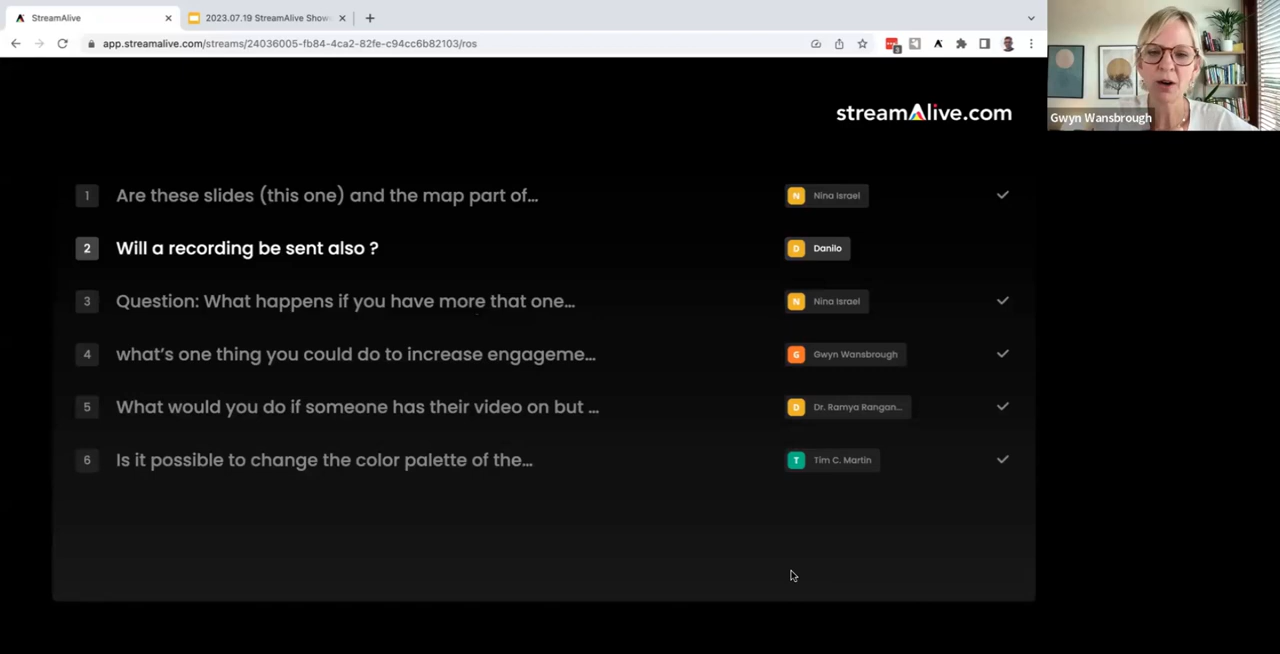 StreamAlive
2023.07.19 StreamAlive Show
app.streamalive.com/streams/24036005-fb84-4ca2-82fe-c94cc6b82103/ros
Gwyn Wansbrough
streamAlive.com
1 Are these slides (this one) and the map part of... N Nina Israel
2 Will a recording be sent also ? D Danilo
3 Question: What happens if you have more that one... N Nina Israel
4 what's one thing you could do to increase engageme... G Gwyn Wansbrough
5 What would you do if someone has their video on but ... D Dr. Ramya Rangan...
6 Is it possible to change the color palette of the... T Tim C. Martin